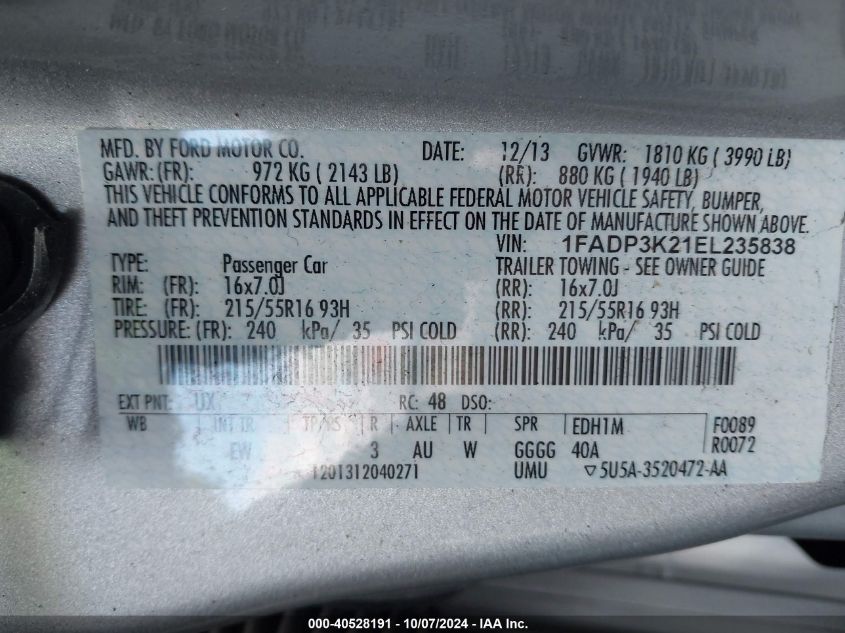 MFD. BY FORD MOTOR CO. DATE: 12/13 GVWR: 1810 KG ( 3990 LB)
GAWR: (FR): 972 KG ( 2143 LB) (RR): 880 KG ( 1940 LB)
THIS VEHICLE CONFORMS TO ALL APPLICABLE FEDERAL MOTOR VEHICLE SAFETY, BUMPER,
AND THEFT PREVENTION STANDARDS IN EFFECT ON THE DATE OF MANUFACTURE SHOWN ABOVE.
VIN: 1FADP3K21EL235838
TYPE: Passenger Car TRAILER TOWING - SEE OWNER GUIDE
RIM: (FR): 16x7.0J (RR): 16x7.0J
TIRE: (FR): 215/55R16 93H (RR): 215/55R16 93H
PRESSURE: (FR): 240 kPa/ 35 PSI COLD (RR): 240 kPa/ 35 PSI COLD
EXT PNT: UX RC: 48 DSO:
WB INT TR TP/PS R AXLE TR SPR EDH1M F0089
EW 3 AU W GGGG 40A R0072
1201312040271 UMU ▽5U5A-3520472-AA
000-40528191 - 10/07/2024 - IAA Inc.